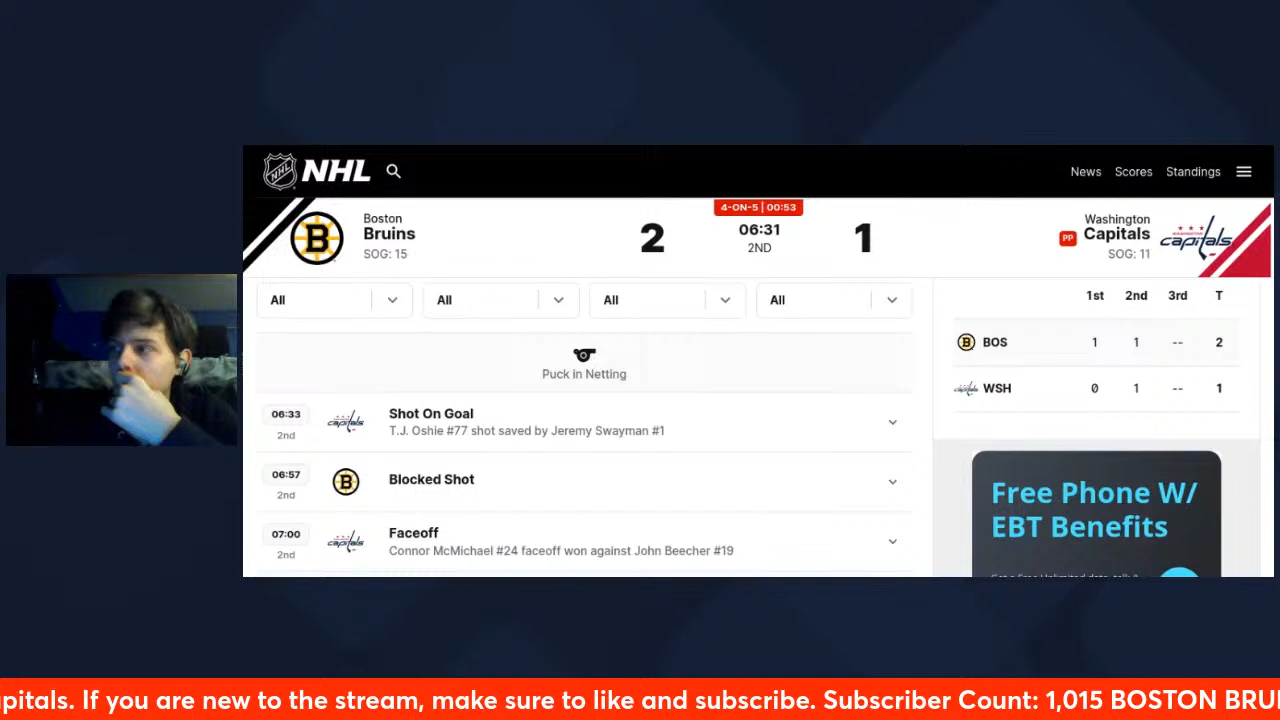 NHL
News Scores Standings
4-ON-5 | 00:53
Boston
Bruins
SOG: 15
2
06:31
2ND
1
PP
Washington
Capitals
SOG: 11
WASHINGTON
capitals
All All All All
1st 2nd 3rd T
BOS 1 1 -- 2
WSH 0 1 -- 1
Puck in Netting
06:33
2nd
capitals
Shot On Goal
T.J. Oshie #77 shot saved by Jeremy Swayman #1
06:57
2nd
B
Blocked Shot
07:00
2nd
capitals
Faceoff
Connor McMichael #24 faceoff won against John Beecher #19
Free Phone W/
EBT Benefits
pitals. If you are new to the stream, make sure to like and subscribe. Subscriber Count: 1,015 BOSTON BRU